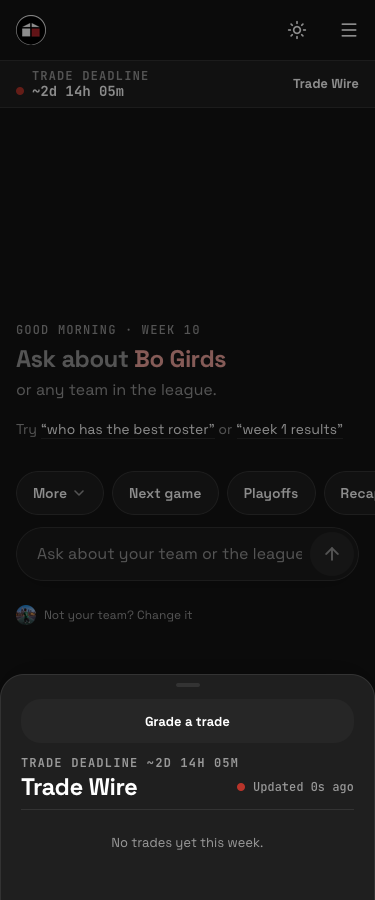 TRADE DEADLINE
~2d 14h 05m
Trade Wire
GOOD MORNING · WEEK 10
Ask about Bo Girds
or any team in the league.
Try “who has the best roster” or “week 1 results”
More
Next game
Playoffs
Recap
Ask about your team or the league
Not your team? Change it
Grade a trade
TRADE DEADLINE ~2D 14H 05M
Trade Wire
Updated 0s ago
No trades yet this week.